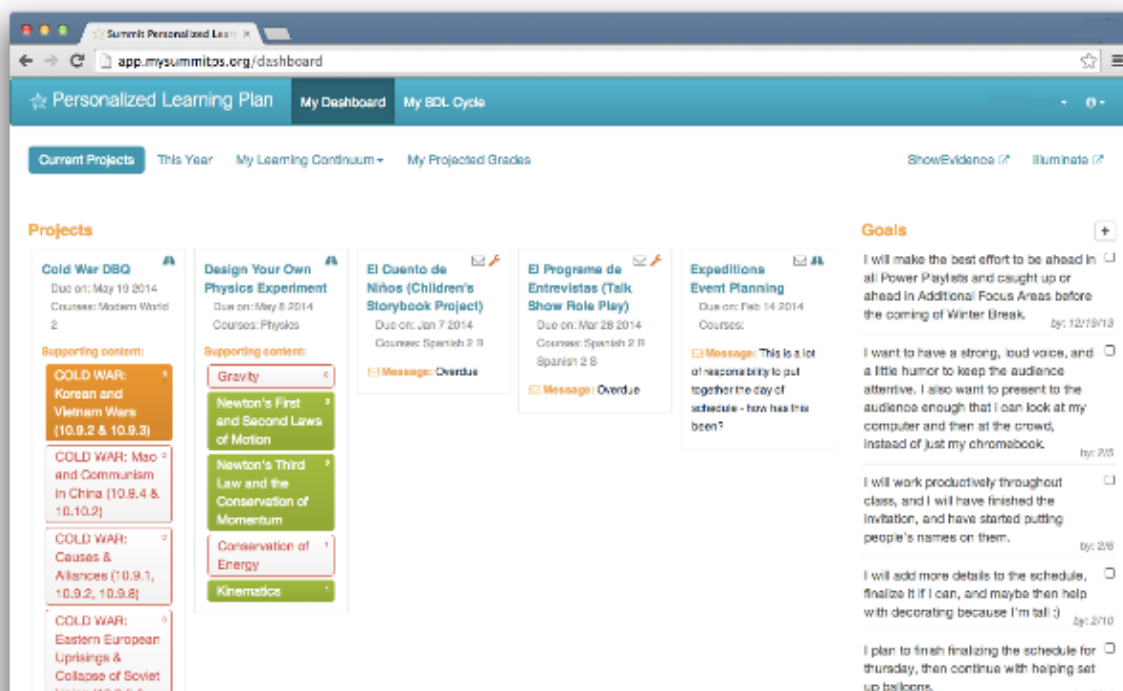 Summit Personalized Lear
app.mysummitps.org/dashboard
Personalized Learning Plan My Dashboard My SDL Cycle
Current Projects This Year My Learning Continuum My Projected Grades ShowEvidence Illuminate
Projects
Cold War DBQ
Due on: May 19 2014
Courses: Modern World
2
Supporting content:
COLD WAR:
Korean and
Vietnam Wars
(10.9.2 & 10.9.3)
COLD WAR: Mao
and Communism
in China (10.9.4 &
10.10.2)
COLD WAR:
Causes &
Alliances (10.9.1,
10.9.2, 10.9.8)
COLD WAR:
Eastern European
Uprisings &
Collapse of Soviet
Design Your Own
Physics Experiment
Due on: May 8 2014
Courses: Physics
Supporting content:
Gravity
Newton's First
and Second Laws
of Motion
Newton's Third
Law and the
Conservation of
Momentum
Conservation of
Energy
Kinematics
El Cuento de
Niños (Children's
Storybook Project)
Due on: Jan 7 2014
Courses: Spanish 2
Message: Overdue
El Programa de
Entrevistas (Talk
Show Role Play)
Due on: Mar 28 2014
Courses: Spanish 2
Spanish 2 S
Message: Overdue
Expeditions
Event Planning
Due on: Feb 14 2014
Courses:
Message: This is a lot
of responsibility to put
together the day of
schedule - how has this
been?
Goals
+
I will make the best effort to be ahead in
all Power Playlists and caught up or
ahead in Additional Focus Areas before
the coming of Winter Break.
by: 12/19/13
I want to have a strong, loud voice, and
a little humor to keep the audience
attentive. I also want to present to the
audience enough that I can look at my
computer and then at the crowd,
instead of just my chromebook.
by: 2/5
I will work productively throughout
class, and I will have finished the
invitation, and have started putting
people's names on them.
by: 2/6
I will add more details to the schedule,
finalize it if I can, and maybe then help
with decorating because I'm tall :)
by: 2/10
I plan to finish finalizing the schedule for
thursday, then continue with helping set
up balloons.